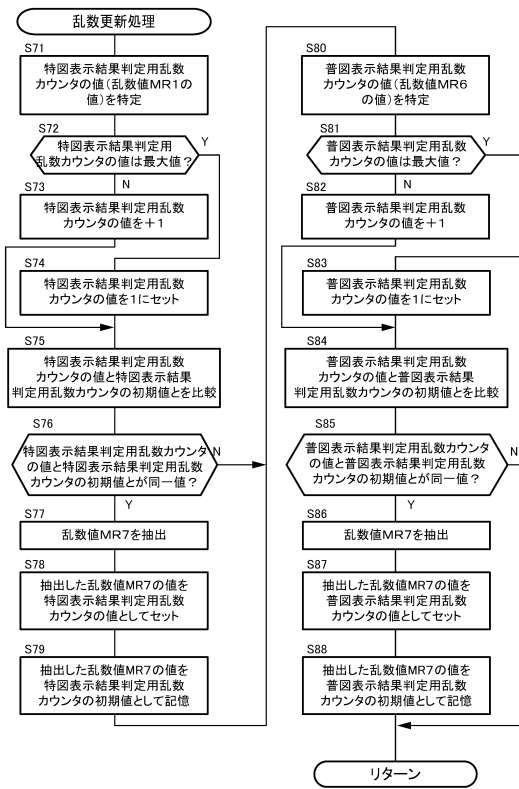 乱数更新処理
S71
特図表示結果判定用乱数
カウンタの値（乱数値MR1の
値）を特定
S72
特図表示結果判定用
乱数カウンタの値は最大値？
Y
N
S73
特図表示結果判定用乱数
カウンタの値を＋1
S74
特図表示結果判定用乱数
カウンタの値を1にセット
S75
特図表示結果判定用乱数
カウンタの値と特図表示結果
判定用乱数カウンタの初期値とを比較
S76
特図表示結果判定用乱数カウンタ
の値と特図表示結果判定用乱数
カウンタの初期値とが同一値？
N
Y
S77
乱数値MR7を抽出
S78
抽出した乱数値MR7の値を
特図表示結果判定用乱数
カウンタの値としてセット
S79
抽出した乱数値MR7の値を
特図表示結果判定用乱数
カウンタの初期値として記憶
S80
普図表示結果判定用乱数
カウンタの値（乱数値MR6
の値）を特定
S81
普図表示結果判定用乱数
カウンタの値は最大値？
Y
N
S82
普図表示結果判定用乱数
カウンタの値を＋1
S83
普図表示結果判定用乱数
カウンタの値を1にセット
S84
普図表示結果判定用乱数
カウンタの値と普図表示結果
判定用乱数カウンタの初期値とを比較
S85
普図表示結果判定用乱数カウンタ
の値と普図表示結果判定用乱数
カウンタの初期値とが同一値？
N
Y
S86
乱数値MR7を抽出
S87
抽出した乱数値MR7の値を
普図表示結果判定用乱数
カウンタの値としてセット
S88
抽出した乱数値MR7の値を
普図表示結果判定用乱数
カウンタの初期値として記憶
リターン